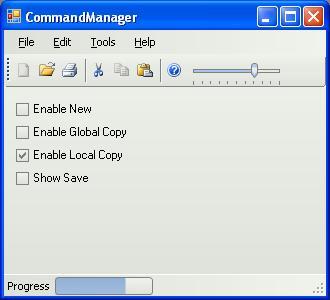 CommandManager
File Edit Tools Help
Enable New
Enable Global Copy
Enable Local Copy
Show Save
Progress